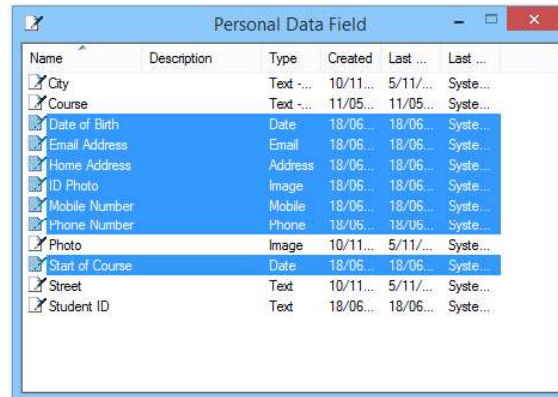 Personal Data Field
Name Description Type Created Last ... Last ...
City Text -... 10/11... 5/11/... Syste...
Course Text -... 11/05... 11/05... Syste...
Date of Birth Date 18/06... 18/06... Syste...
Email Address Email 18/06... 18/06... Syste...
Home Address Address 18/06... 18/06... Syste...
ID Photo Image 18/06... 18/06... Syste...
Mobile Number Mobile 18/06... 18/06... Syste...
Phone Number Phone 18/06... 18/06... Syste...
Photo Image 10/11... 5/11/... Syste...
Start of Course Date 18/06... 18/06... Syste...
Street Text 10/11... 5/11/... Syste...
Student ID Text 18/06... 18/06... Syste...